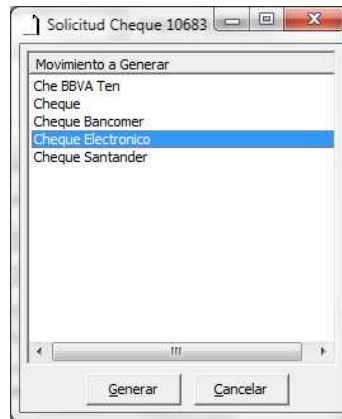 Solicitud Cheque 10683
Movimiento a Generar
Che BBVA Ten
Cheque
Cheque Bancomer
Cheque Electronico
Cheque Santander
Generar Cancelar